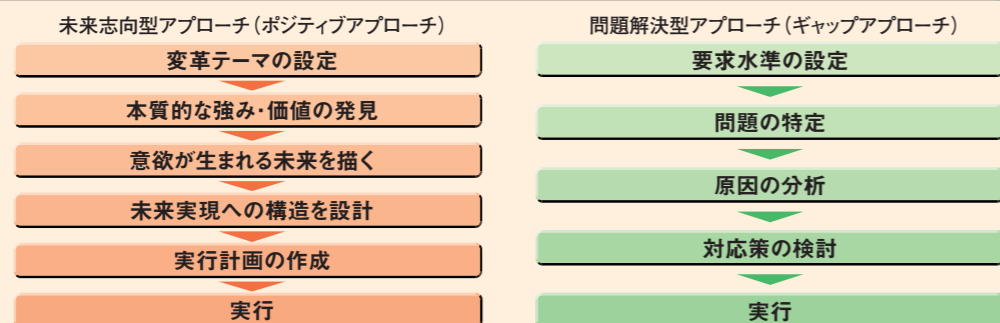 未来志向型アプローチ（ポジティブアプローチ）
変革テーマの設定
本質的な強み・価値の発見
意欲が生まれる未来を描く
未来実現への構造を設計
実行計画の作成
実行
問題解決型アプローチ（ギャップアプローチ）
要求水準の設定
問題の特定
原因の分析
対応策の検討
実行